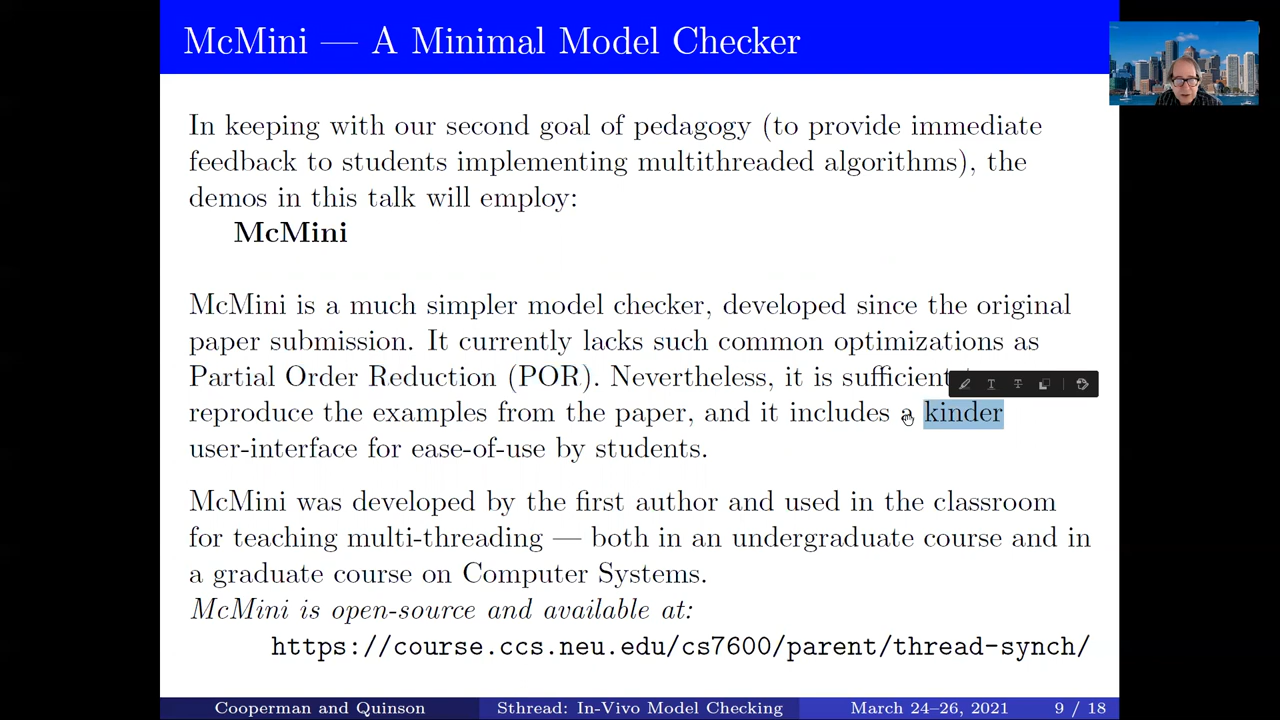 McMini — A Minimal Model Checker
In keeping with our second goal of pedagogy (to provide immediate
feedback to students implementing multithreaded algorithms), the
demos in this talk will employ:
McMini
McMini is a much simpler model checker, developed since the original
paper submission. It currently lacks such common optimizations as
Partial Order Reduction (POR). Nevertheless, it is sufficient
reproduce the examples from the paper, and it includes a kinder
user-interface for ease-of-use by students.
McMini was developed by the first author and used in the classroom
for teaching multi-threading — both in an undergraduate course and in
a graduate course on Computer Systems.
McMini is open-source and available at:
https://course.ccs.neu.edu/cs7600/parent/thread-synch/
Cooperman and Quinson Sthread: In-Vivo Model Checking March 24–26, 2021 9 / 18